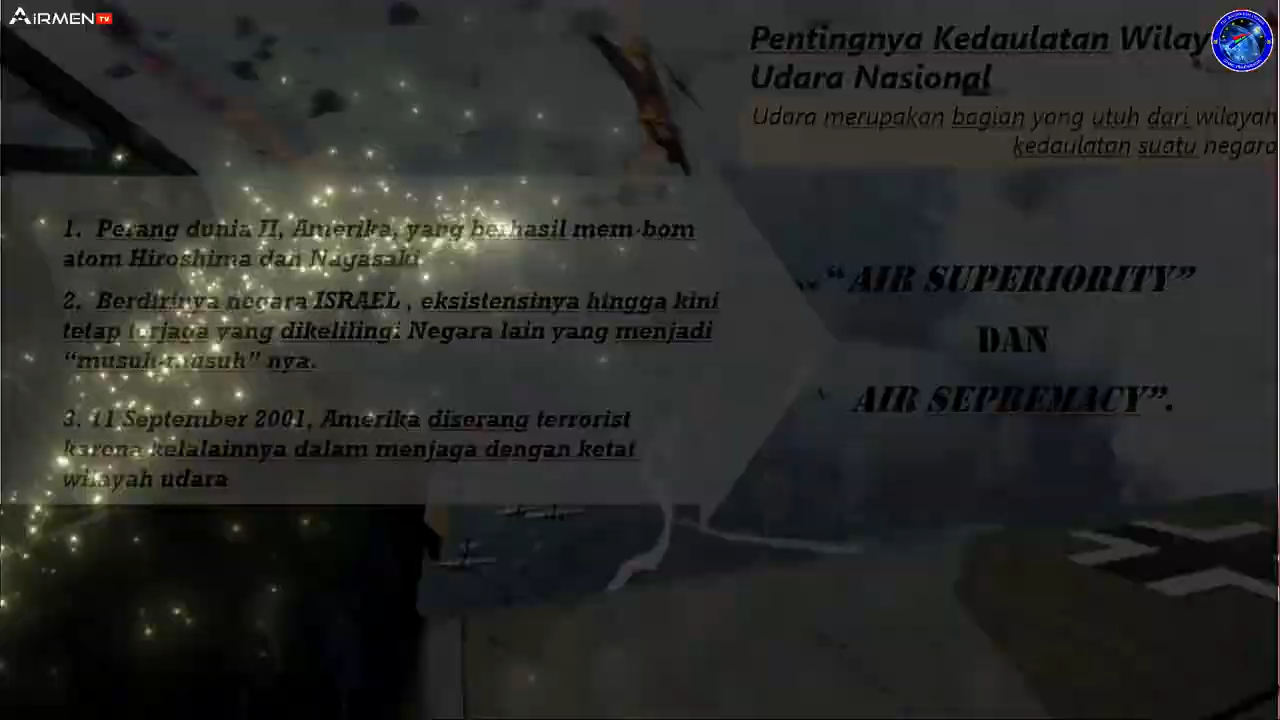 AiRMEN TV
Pentingnya Kedaulatan Wilay
Udara Nasional
Udara merupakan bagian yang utuh dari wilayah
kedaulatan suatu negara
1. Perang dunia II, Amerika, yang berhasil mem-bom
atom Hiroshima dan Nagasaki.
2. Berdirinya negara ISRAEL , eksistensinya hingga kini
tetap terjaga yang dikelilingi Negara lain yang menjadi
“musuh-musuh” nya.
3. 11 September 2001, Amerika diserang terrorist
karena kelalainnya dalam menjaga dengan ketat
wilayah udara
“ AIR SUPERIORITY”
DAN
AIR SEPREMACY”.